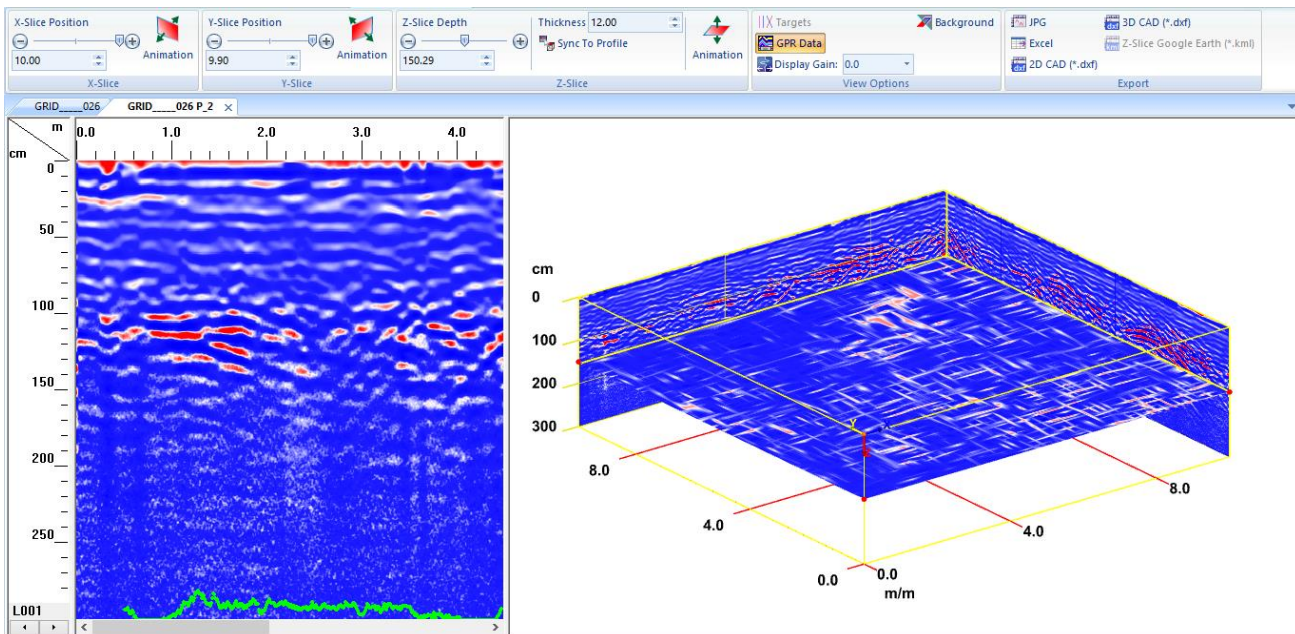 X-Slice Position
10.00
Animation
X-Slice
Y-Slice Position
9.90
Animation
Y-Slice
Z-Slice Depth
150.29
Thickness 12.00
Sync To Profile
Animation
Z-Slice
Targets
GPR Data
Display Gain: 0.0
Background
View Options
JPG
Excel
2D CAD (*.dxf)
3D CAD (*.dxf)
Z-Slice Google Earth (*.kml)
Export
GRID_____026
GRID_____026 P_2
m
cm
0.0 1.0 2.0 3.0 4.0
0
50
100
150
200
250
L001
cm
0
100
200
300
8.0
4.0
0.0
0.0
4.0
8.0
m/m
Y
X